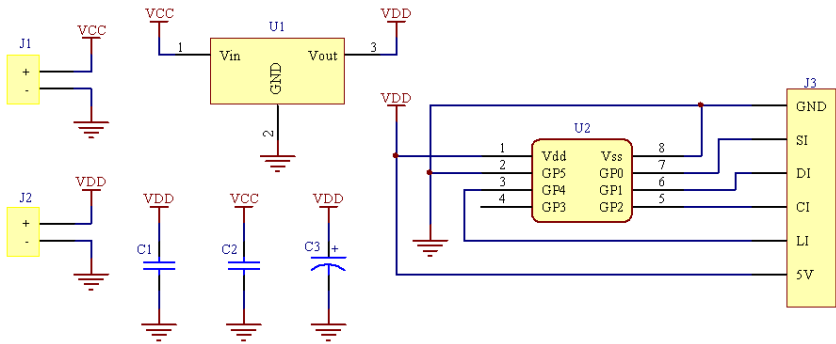 J1
VCC
+
-
VCC
U1
VDD
1
Vin
Vout
3
GND
2
J2
VDD
+
-
VDD
C1
VCC
C2
VDD
C3
+
VDD
U2
1
Vdd
Vss
8
2
GP5
GP0
7
3
GP4
GP1
6
4
GP3
GP2
5
J3
GND
SI
DI
CI
LI
5V